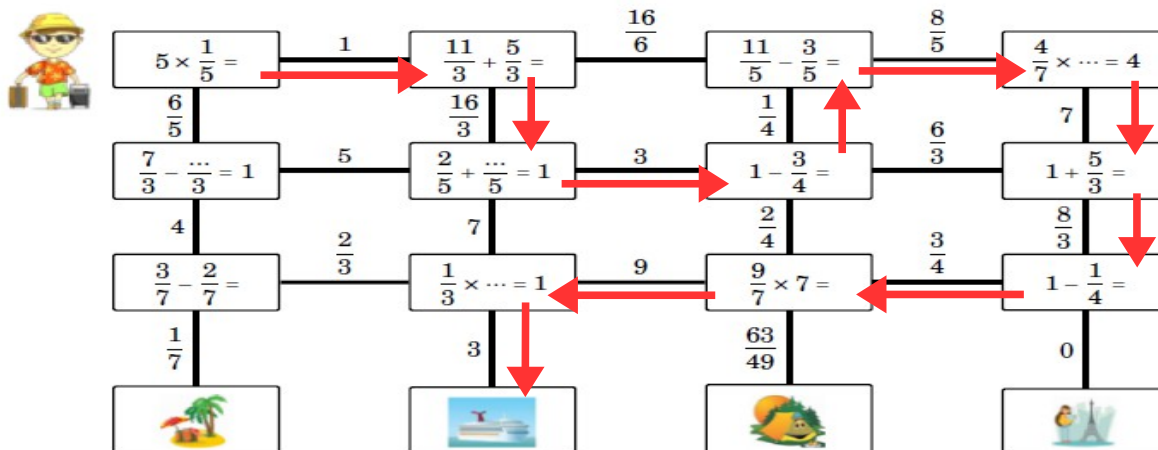 5 × 1/5 = 1 11/3 + 5/3 = 16/6 11/5 − 3/5 = 8/5 4/7 × ··· = 4
6/5 16/3 1/4 7
7/3 − ···/3 = 1 5 2/5 + ···/5 = 1 3 1 − 3/4 = 6/3 1 + 5/3 =
4 7 2/4 8/3
3/7 − 2/7 = 2/3 1/3 × ··· = 1 9 9/7 × 7 = 3/4 1 − 1/4 =
1/7 3 63/49 0